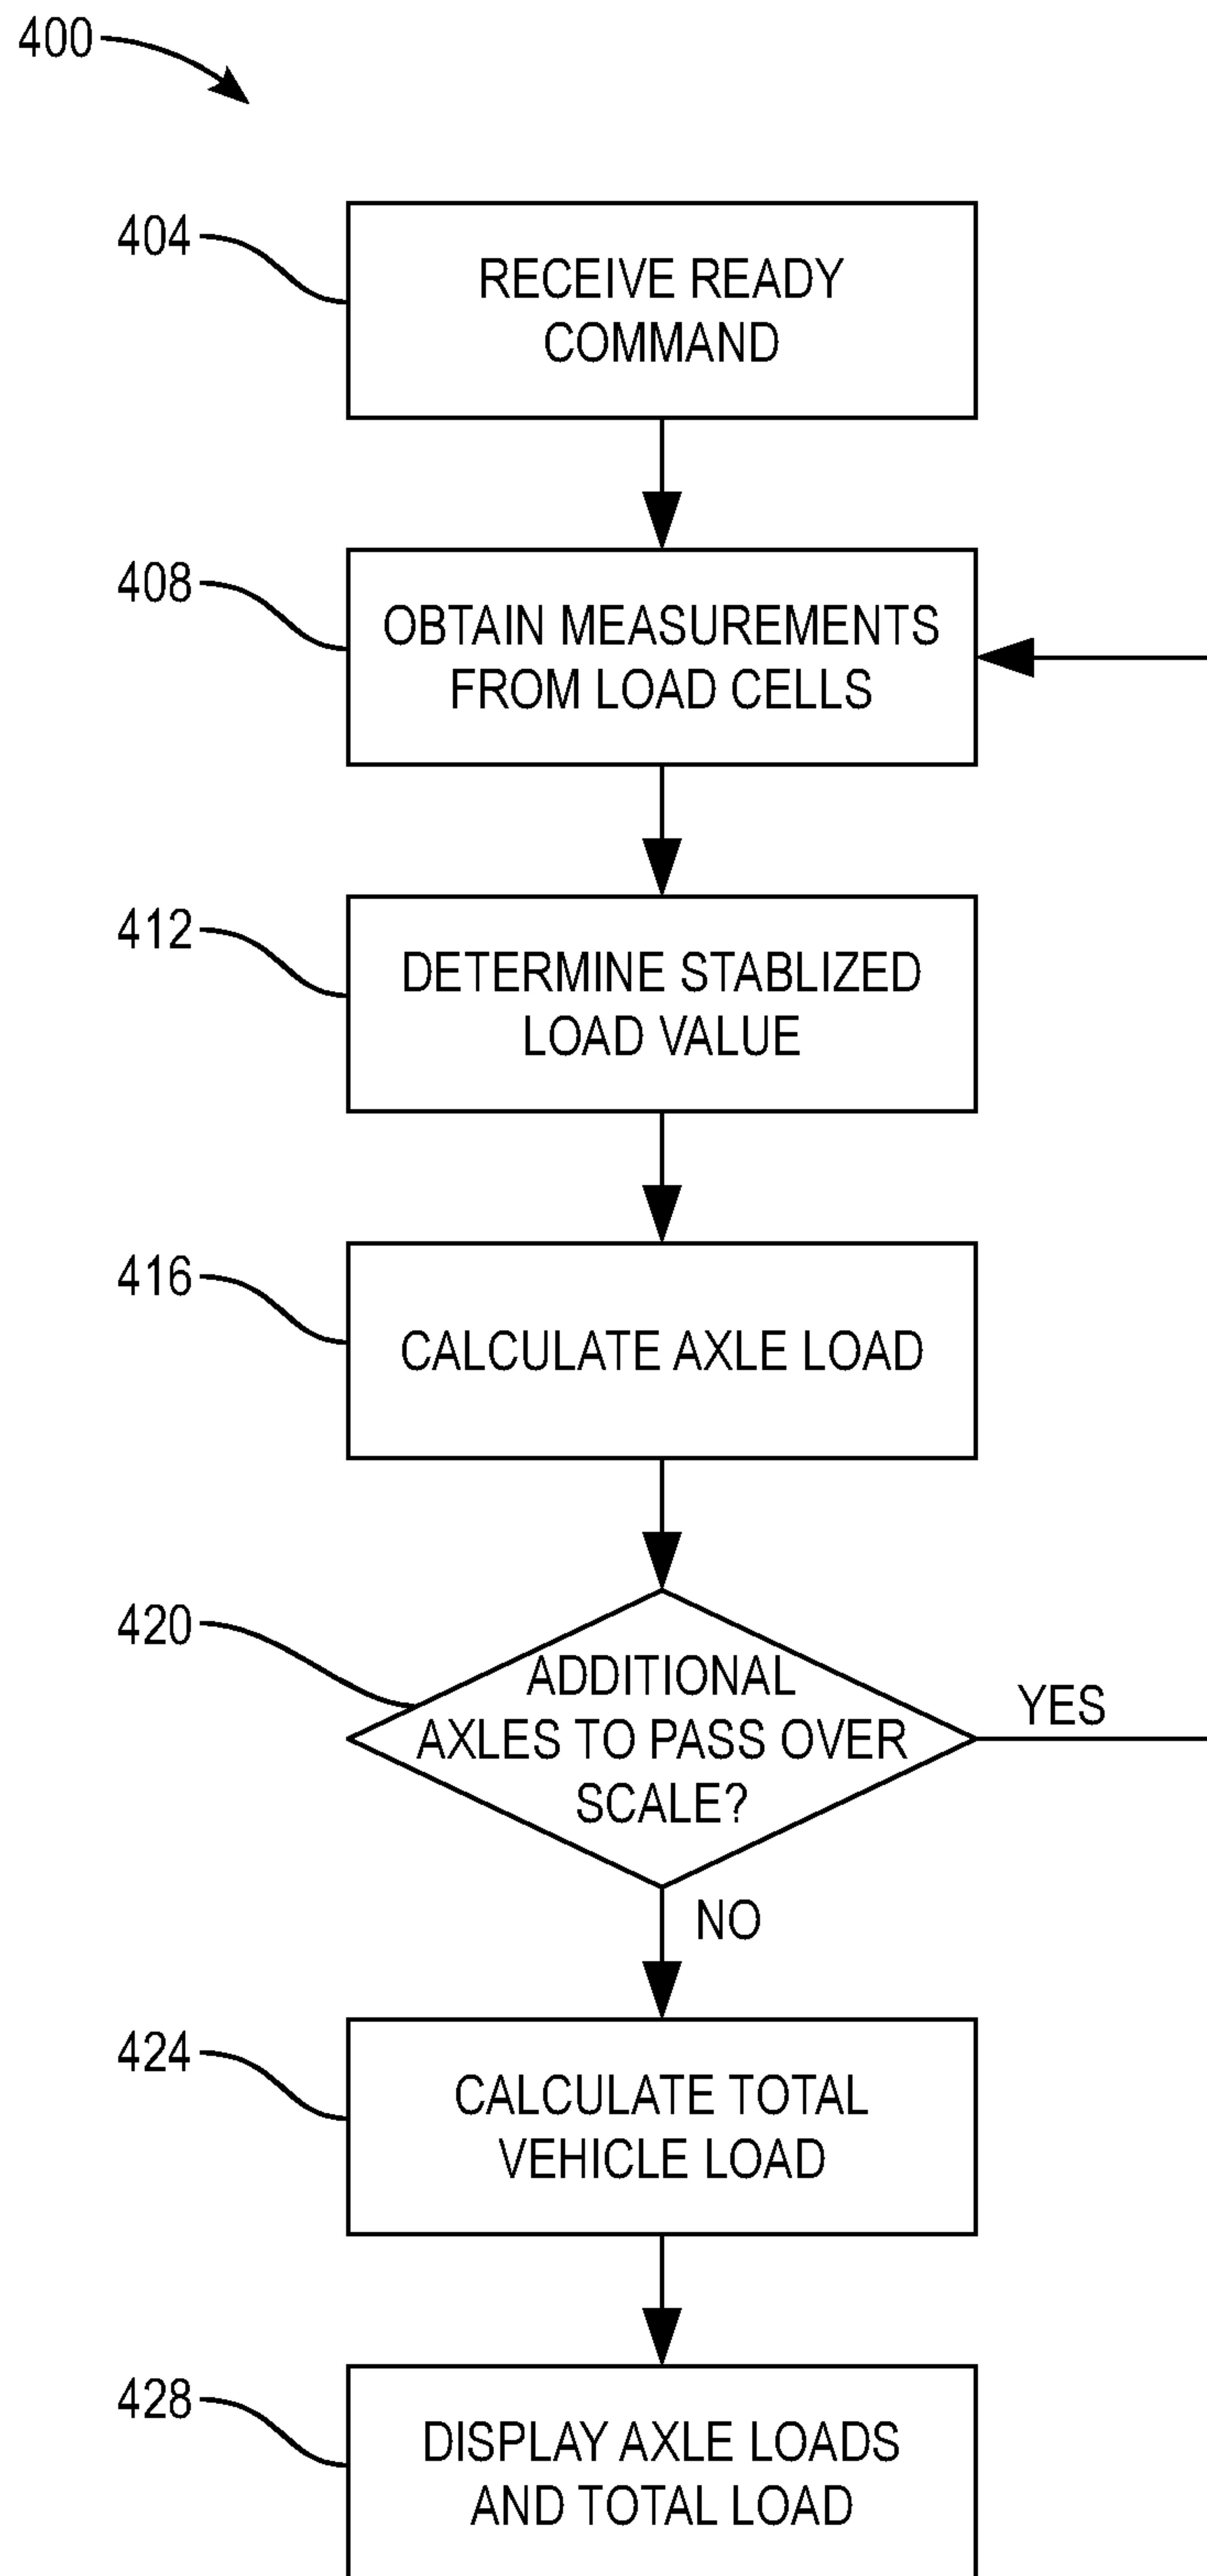 400
404
RECEIVE READY
COMMAND
408
OBTAIN MEASUREMENTS
FROM LOAD CELLS
412
DETERMINE STABLIZED
LOAD VALUE
416
CALCULATE AXLE LOAD
420
ADDITIONAL
AXLES TO PASS OVER
SCALE?
YES
NO
424
CALCULATE TOTAL
VEHICLE LOAD
428
DISPLAY AXLE LOADS
AND TOTAL LOAD